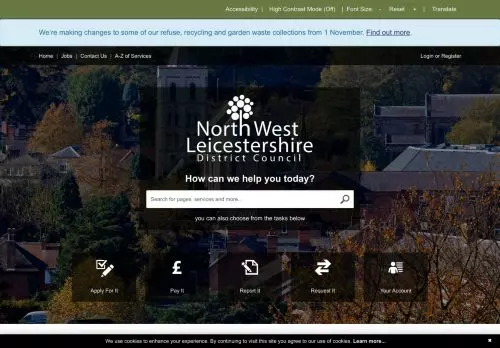 Accessibility | High Contrast Mode (Off) | Font Size: - Reset + | Translate
We're making changes to some of our refuse, recycling and garden waste collections from 1 November. Find out more.
Home | Jobs | Contact Us | A-Z of Services Login or Register
North West
Leicestershire
District Council
How can we help you today?
Search for pages, services and more...
you can also choose from the tasks below
Apply For It Pay It Report It Request It Your Account
We use cookies to enhance your experience. By continuing to visit this site you agree to our use of cookies. Learn more...